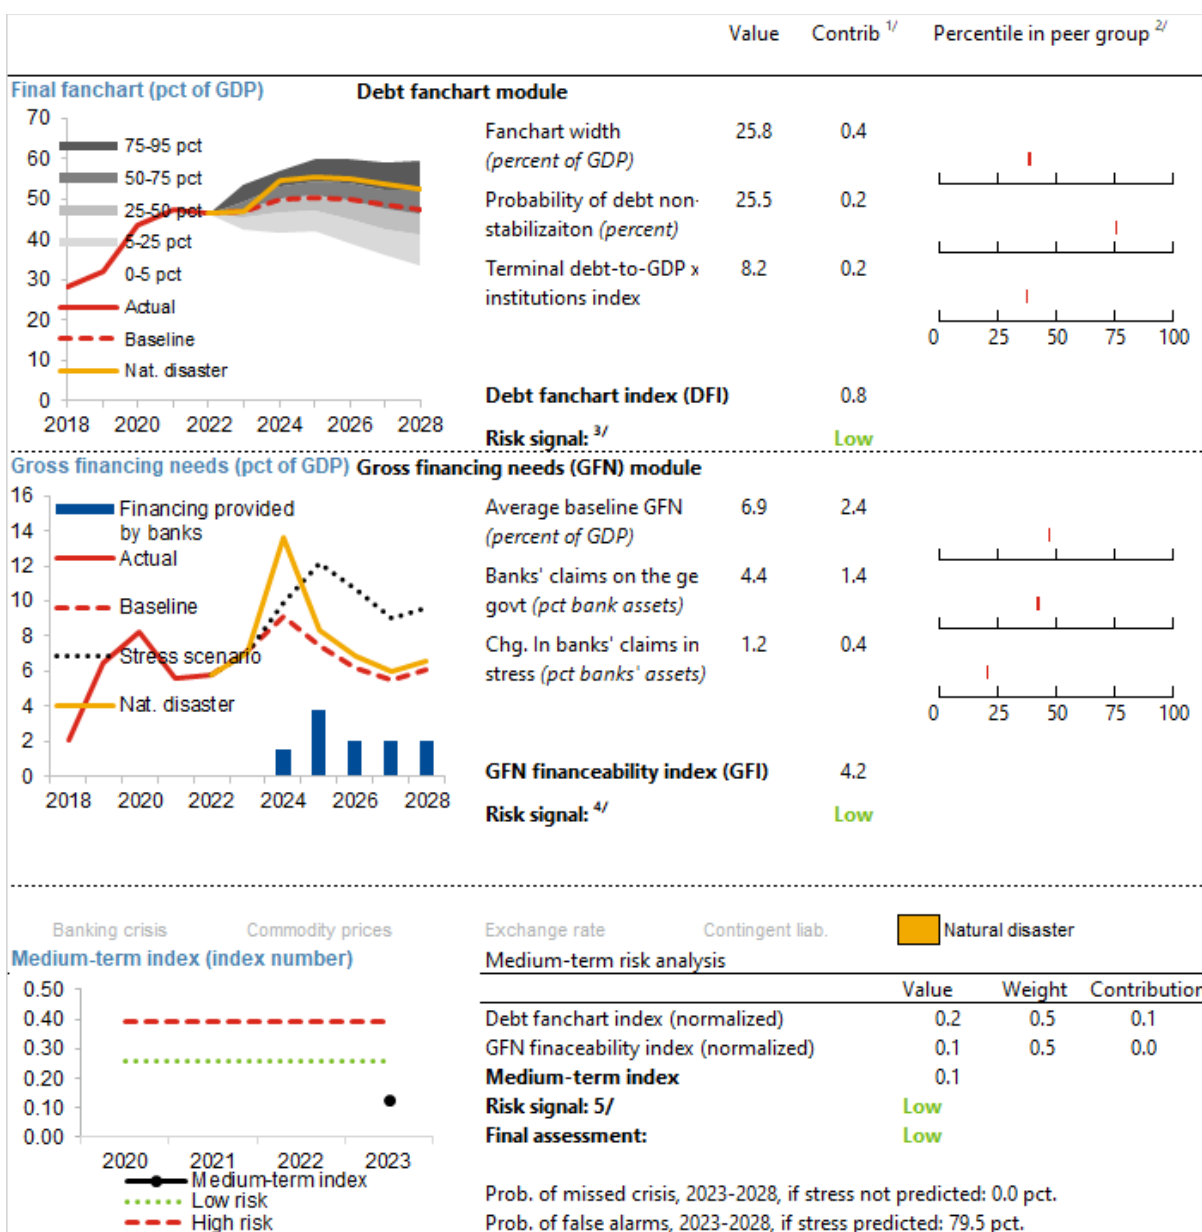 Value Contrib 1/ Percentile in peer group 2/
Final fanchart (pct of GDP) Debt fanchart module
70
60
50
40
30
20
10
0
75-95 pct
50-75 pct
25-50 pct
5-25 pct
0-5 pct
Actual
Baseline
Nat. disaster
2018 2020 2022 2024 2026 2028
Fanchart width 25.8 0.4
(percent of GDP)
Probability of debt non- 25.5 0.2
stabilizaiton (percent)
Terminal debt-to-GDP x 8.2 0.2
institutions index
0 25 50 75 100
Debt fanchart index (DFI) 0.8
Risk signal: 3/ Low
Gross financing needs (pct of GDP) Gross financing needs (GFN) module
16
14
12
10
8
6
4
2
0
Financing provided
by banks
Actual
Baseline
Stress scenario
Nat. disaster
2018 2020 2022 2024 2026 2028
Average baseline GFN 6.9 2.4
(percent of GDP)
Banks' claims on the ge 4.4 1.4
govt (pct bank assets)
Chg. In banks' claims in 1.2 0.4
stress (pct banks' assets)
0 25 50 75 100
GFN financeability index (GFI) 4.2
Risk signal: 4/ Low
Banking crisis Commodity prices Exchange rate Contingent liab. Natural disaster
Medium-term index (index number) Medium-term risk analysis
0.50
0.40
0.30
0.20
0.10
0.00
2020 2021 2022 2023
Medium-term index
Low risk
High risk
Value Weight Contribution
Debt fanchart index (normalized) 0.2 0.5 0.1
GFN finaceability index (normalized) 0.1 0.5 0.0
Medium-term index 0.1
Risk signal: 5/ Low
Final assessment: Low
Prob. of missed crisis, 2023-2028, if stress not predicted: 0.0 pct.
Prob. of false alarms, 2023-2028, if stress predicted: 79.5 pct.